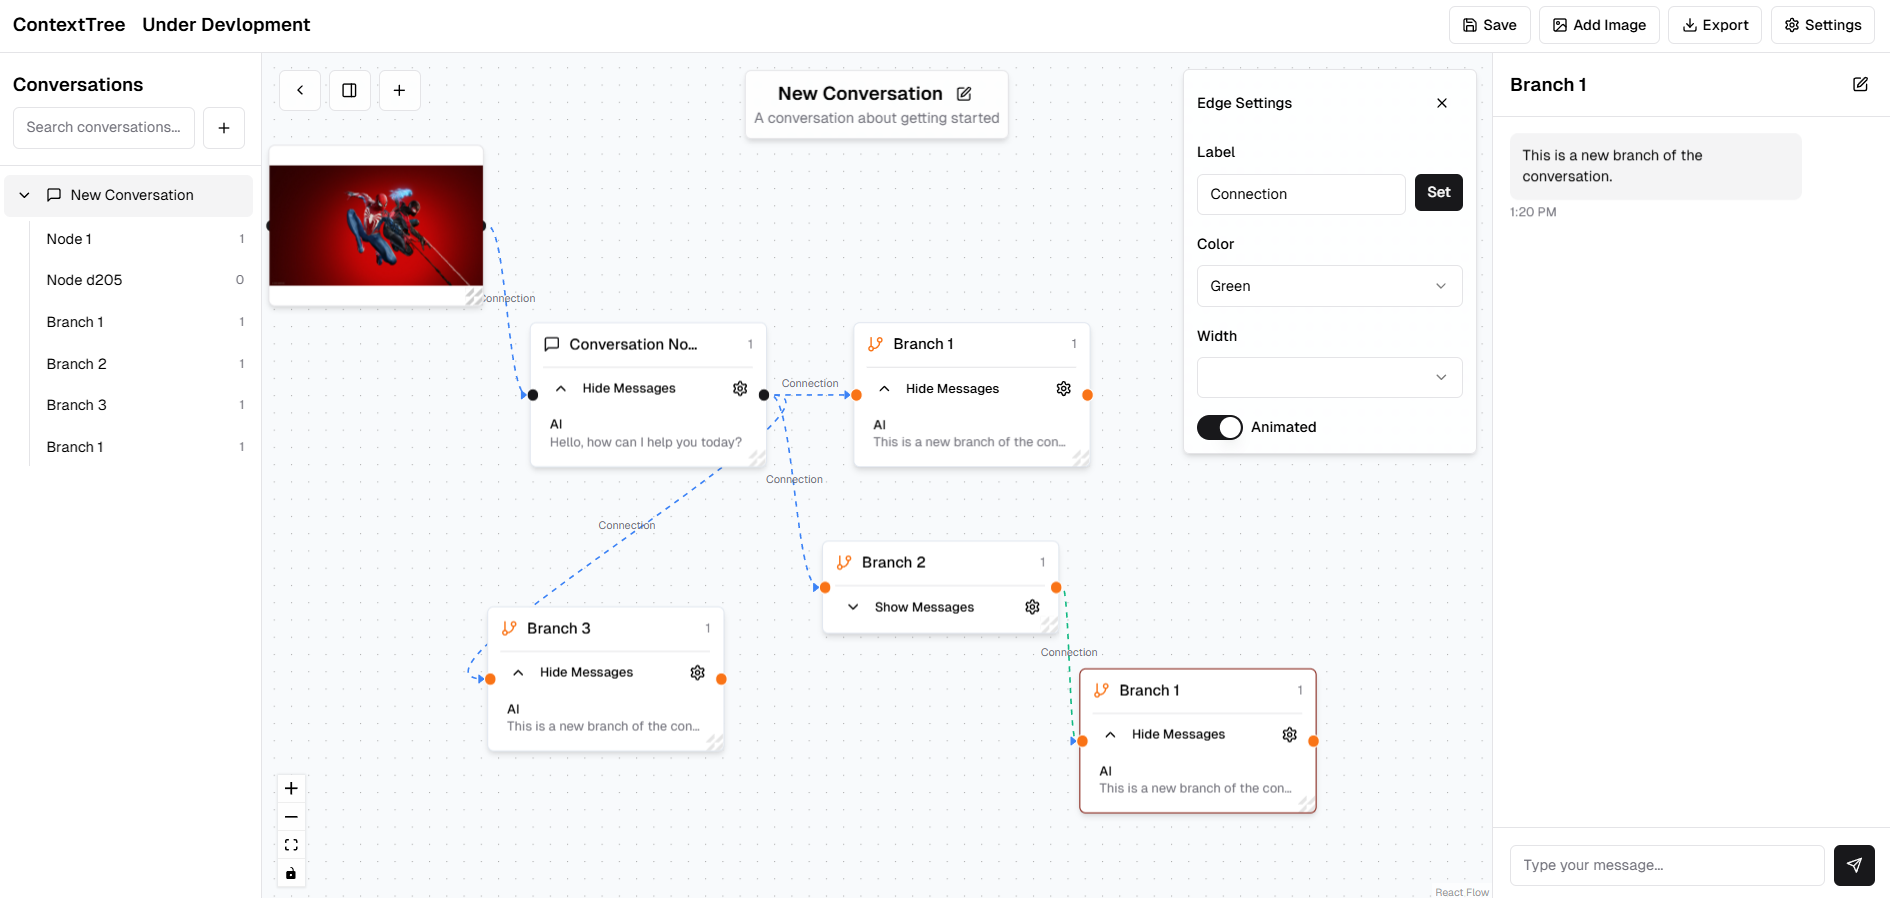 ContextTree Under Devlopment
Save
Add Image
Export
Settings
Conversations
Search conversations...
New Conversation
Node 1 1
Node d205 0
Branch 1 1
Branch 2 1
Branch 3 1
Branch 1 1
New Conversation
A conversation about getting started
Connection
Conversation No... 1
Hide Messages
AI
Hello, how can I help you today?
Connection
Branch 1 1
Hide Messages
AI
This is a new branch of the con...
Connection
Connection
Branch 2 1
Show Messages
Branch 3 1
Hide Messages
AI
This is a new branch of the con...
Connection
Branch 1 1
Hide Messages
AI
This is a new branch of the con...
Edge Settings
Label
Connection
Set
Color
Green
Width
Animated
React Flow
Branch 1
This is a new branch of the
conversation.
1:20 PM
Type your message...